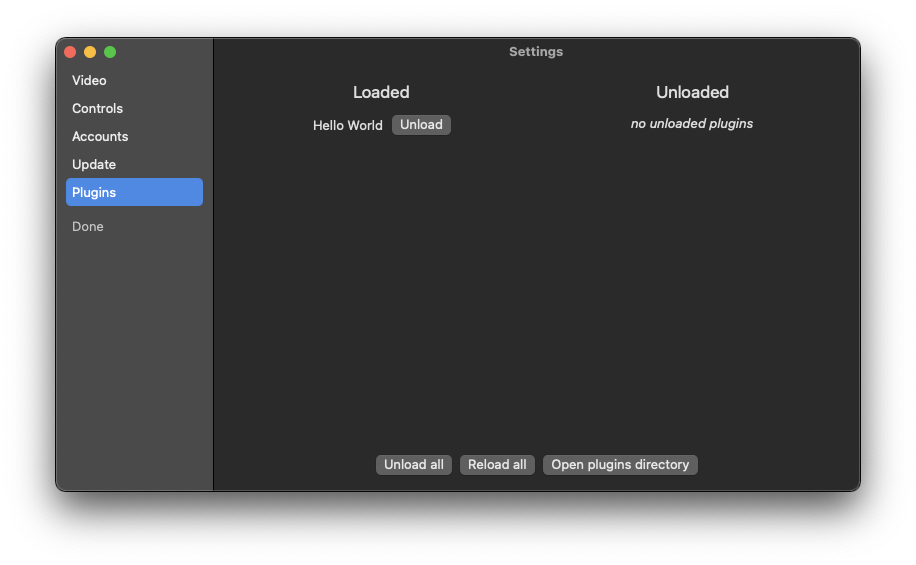 Settings
Video
Controls
Accounts
Update
Plugins
Done
Loaded
Hello World Unload
Unloaded
no unloaded plugins
Unload all Reload all Open plugins directory